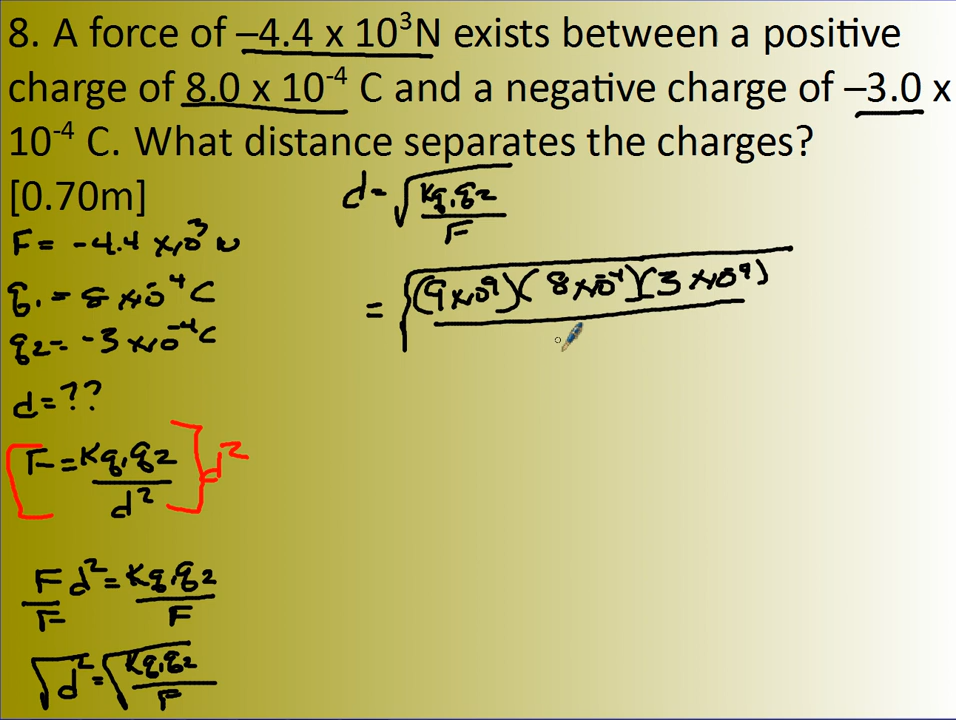 8. A force of –4.4 x 10³N exists between a positive
charge of 8.0 x 10⁻⁴ C and a negative charge of –3.0 x
10⁻⁴ C. What distance separates the charges?
[0.70m]
F = -4.4 x10³ N
q₁ = 8 x10⁻⁴ C
q₂ = -3 x10⁻⁴ C
d = ??
[F = Kq₁q₂/d²]d²
Fd²/F = Kq₁q₂/F
√d² = √(Kq₁q₂/F)
d = √(Kq₁q₂/F)
= √((9x10⁹)(8x10⁻⁴)(3x10⁻⁴)